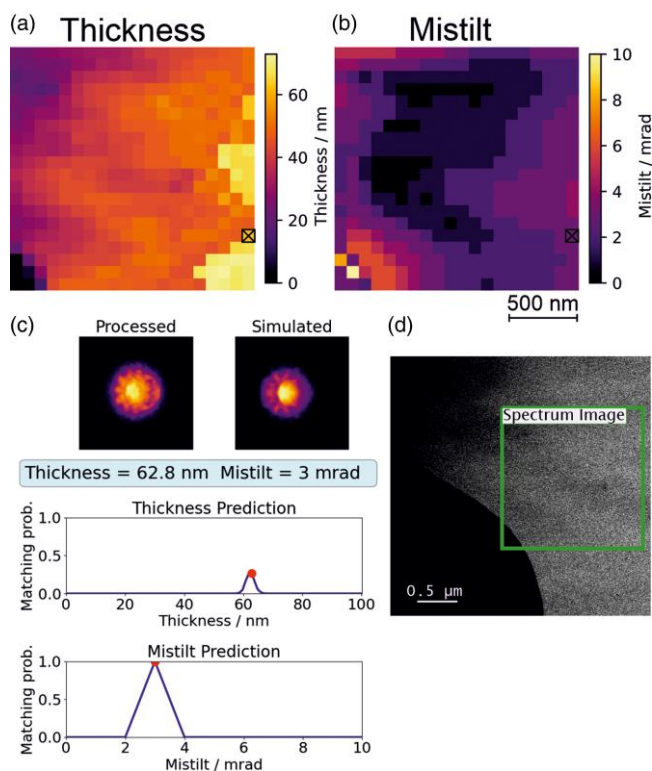 (a) Thickness
60
40
20
0
Thickness / nm
(b) Mistilt
10
8
6
4
2
0
Mistilt / mrad
500 nm
(c)
Processed Simulated
Thickness = 62.8 nm Mistilt = 3 mrad
Thickness Prediction
Matching prob.
1.0
0.5
0.0
0 20 40 60 80 100
Thickness / nm
Mistilt Prediction
Matching prob.
1.0
0.5
0.0
0 2 4 6 8 10
Mistilt / mrad
(d)
Spectrum Image
0.5 μm